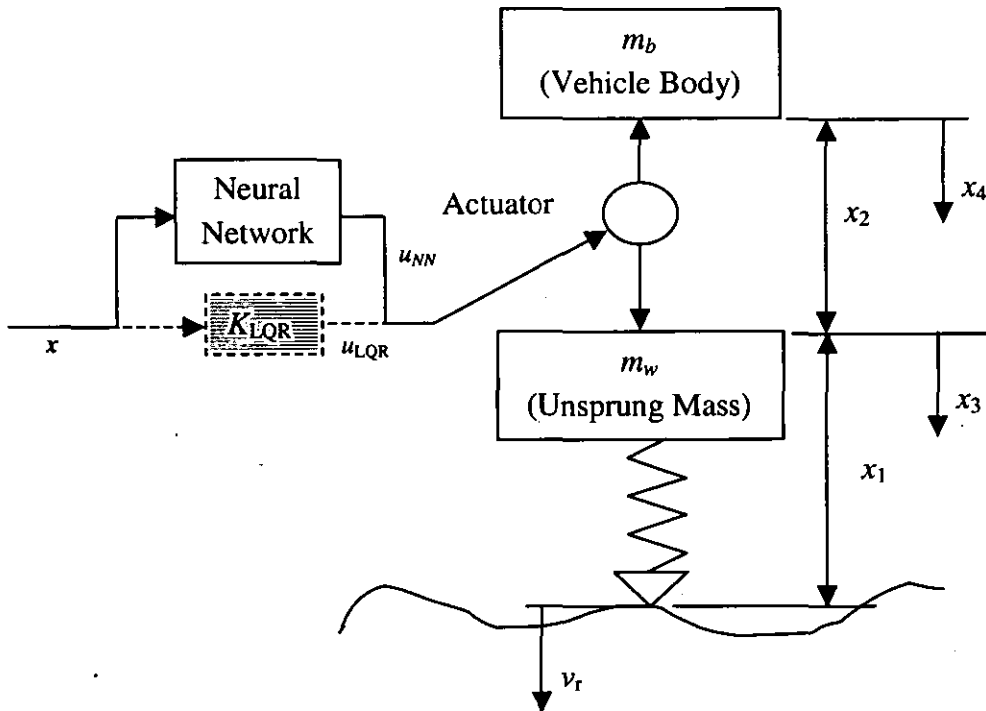 m_b
(Vehicle Body)
Neural
Network
Actuator
x_4
x_2
u_NN
K_LQR
x
u_LQR
m_w
(Unsprung Mass)
x_3
x_1
v_r